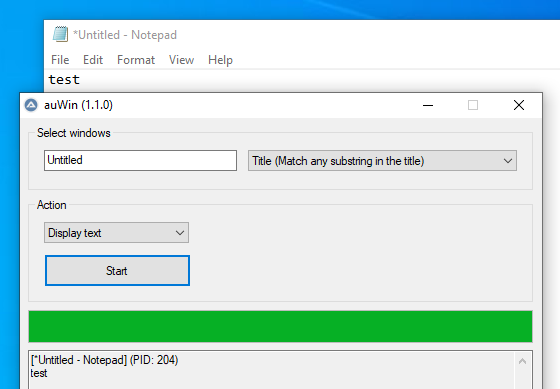 *Untitled - Notepad
File Edit Format View Help
test
auWin (1.1.0)
Select windows
Untitled Title (Match any substring in the title)
Action
Display text
Start
[*Untitled - Notepad] (PID: 204)
test